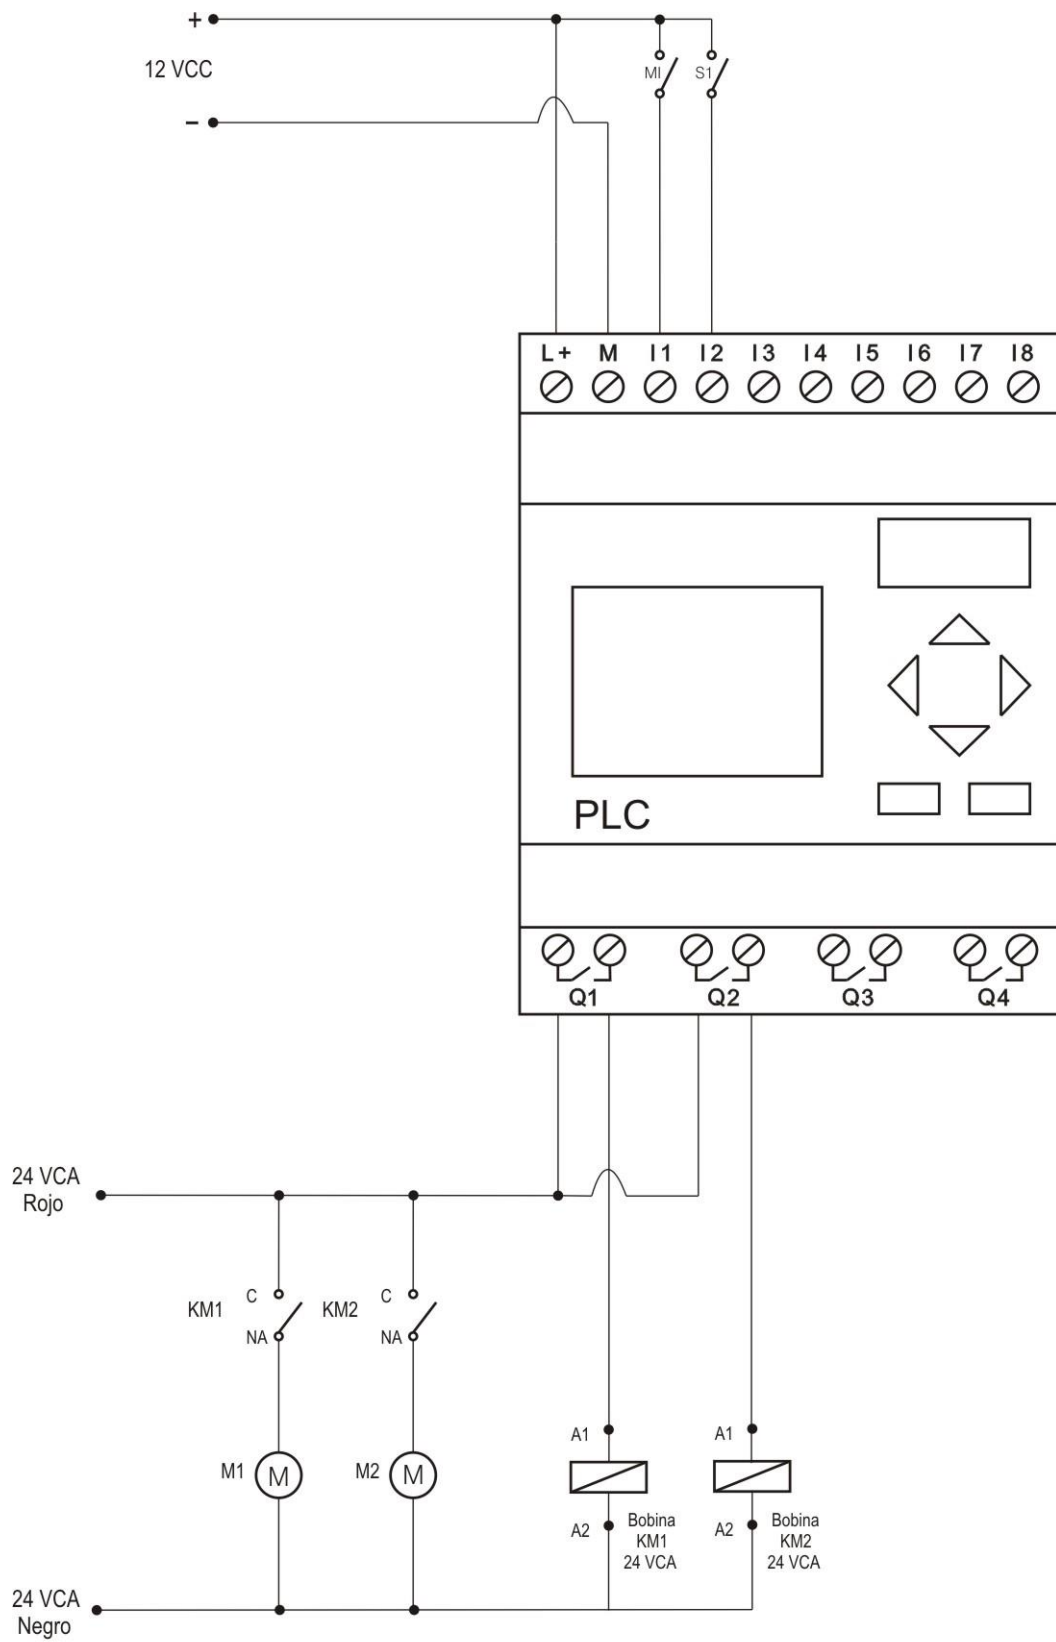 +
12 VCC
−
MI
S1
L+ M I1 I2 I3 I4 I5 I6 I7 I8
PLC
Q1 Q2 Q3 Q4
24 VCA
Rojo
KM1
C
NA
KM2
C
NA
M1
M
M2
M
A1
A2
Bobina
KM1
24 VCA
A1
A2
Bobina
KM2
24 VCA
24 VCA
Negro